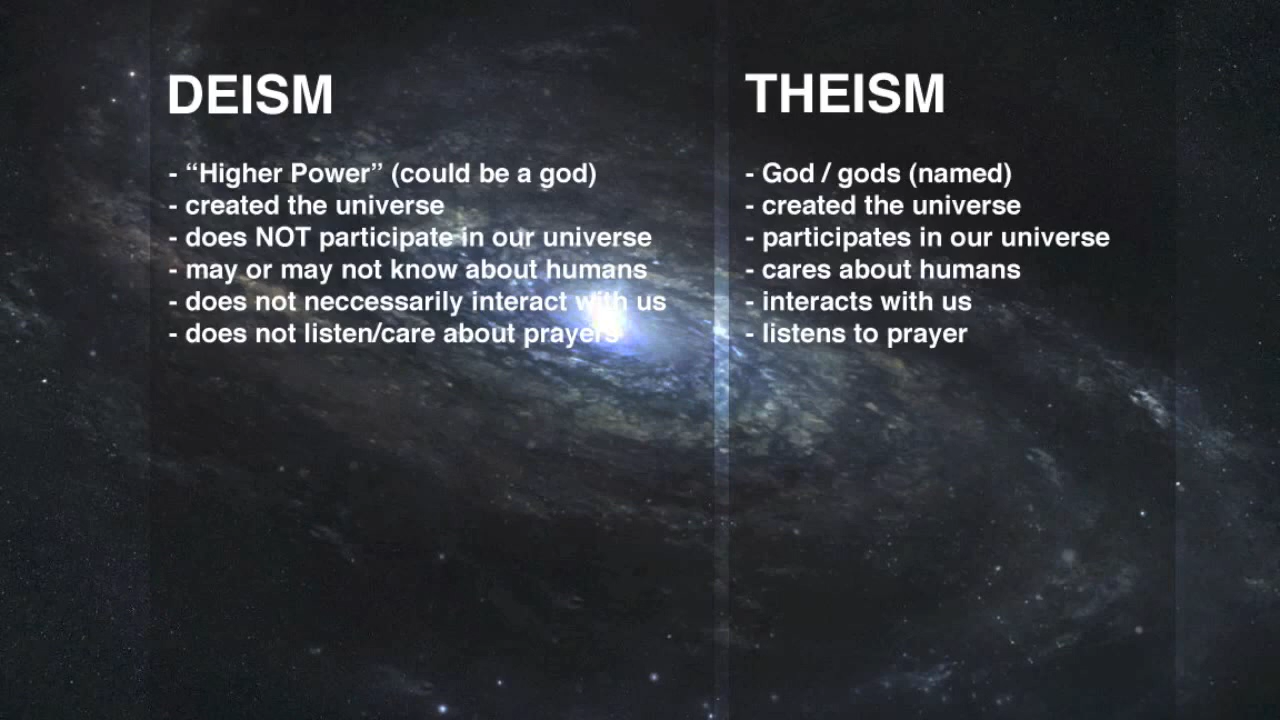 DEISM
- “Higher Power” (could be a god)
- created the universe
- does NOT participate in our universe
- may or may not know about humans
- does not neccessarily interact with us
- does not listen/care about prayers
THEISM
- God / gods (named)
- created the universe
- participates in our universe
- cares about humans
- interacts with us
- listens to prayer